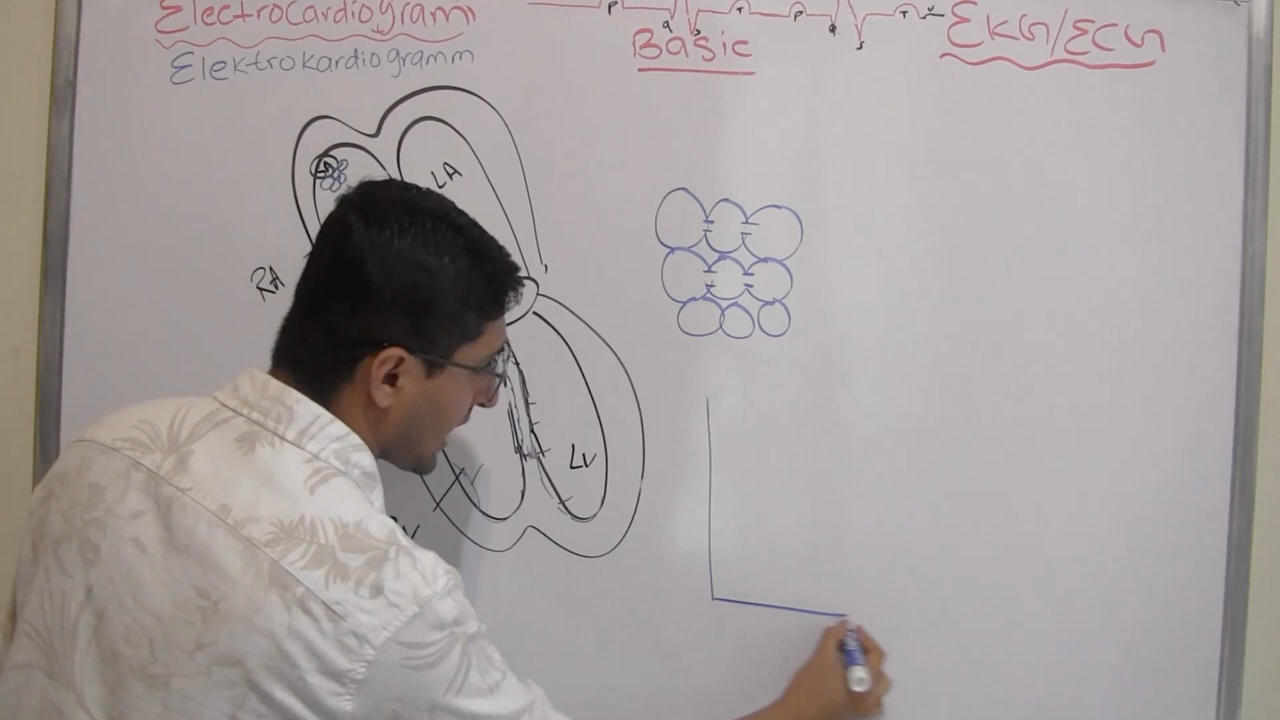 Electrocardiogram
Elektrokardiogramm
P q s T P q s T
Basic
EKG/ECG
LA
RA
LV